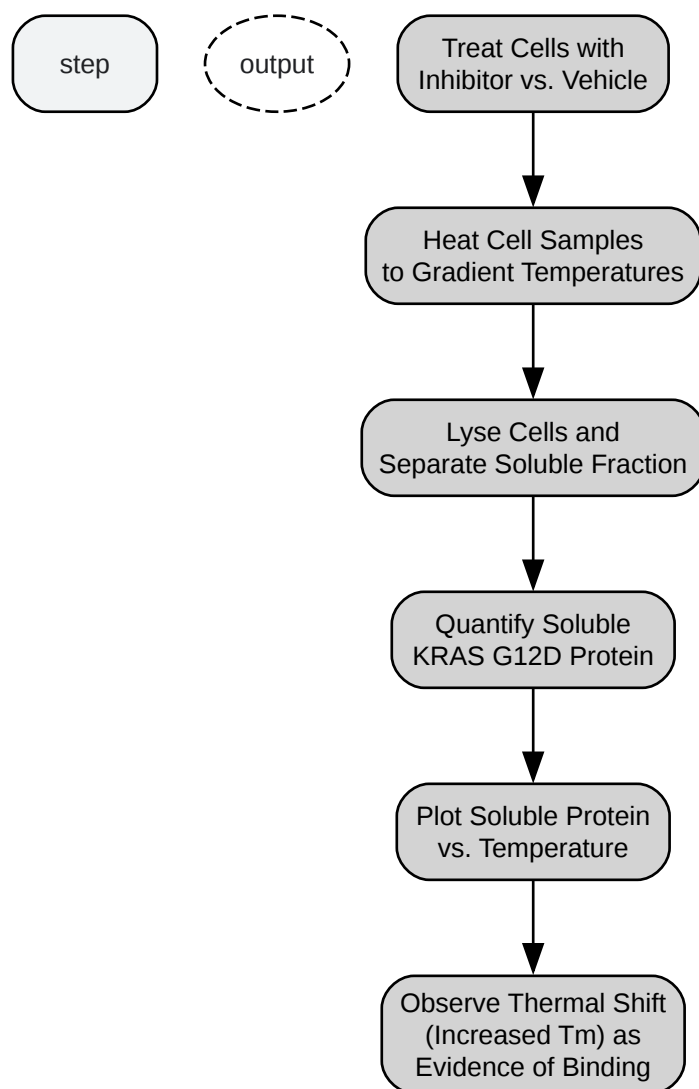 step
output
Treat Cells with
Inhibitor vs. Vehicle
Heat Cell Samples
to Gradient Temperatures
Lyse Cells and
Separate Soluble Fraction
Quantify Soluble
KRAS G12D Protein
Plot Soluble Protein
vs. Temperature
Observe Thermal Shift
(Increased Tm) as
Evidence of Binding